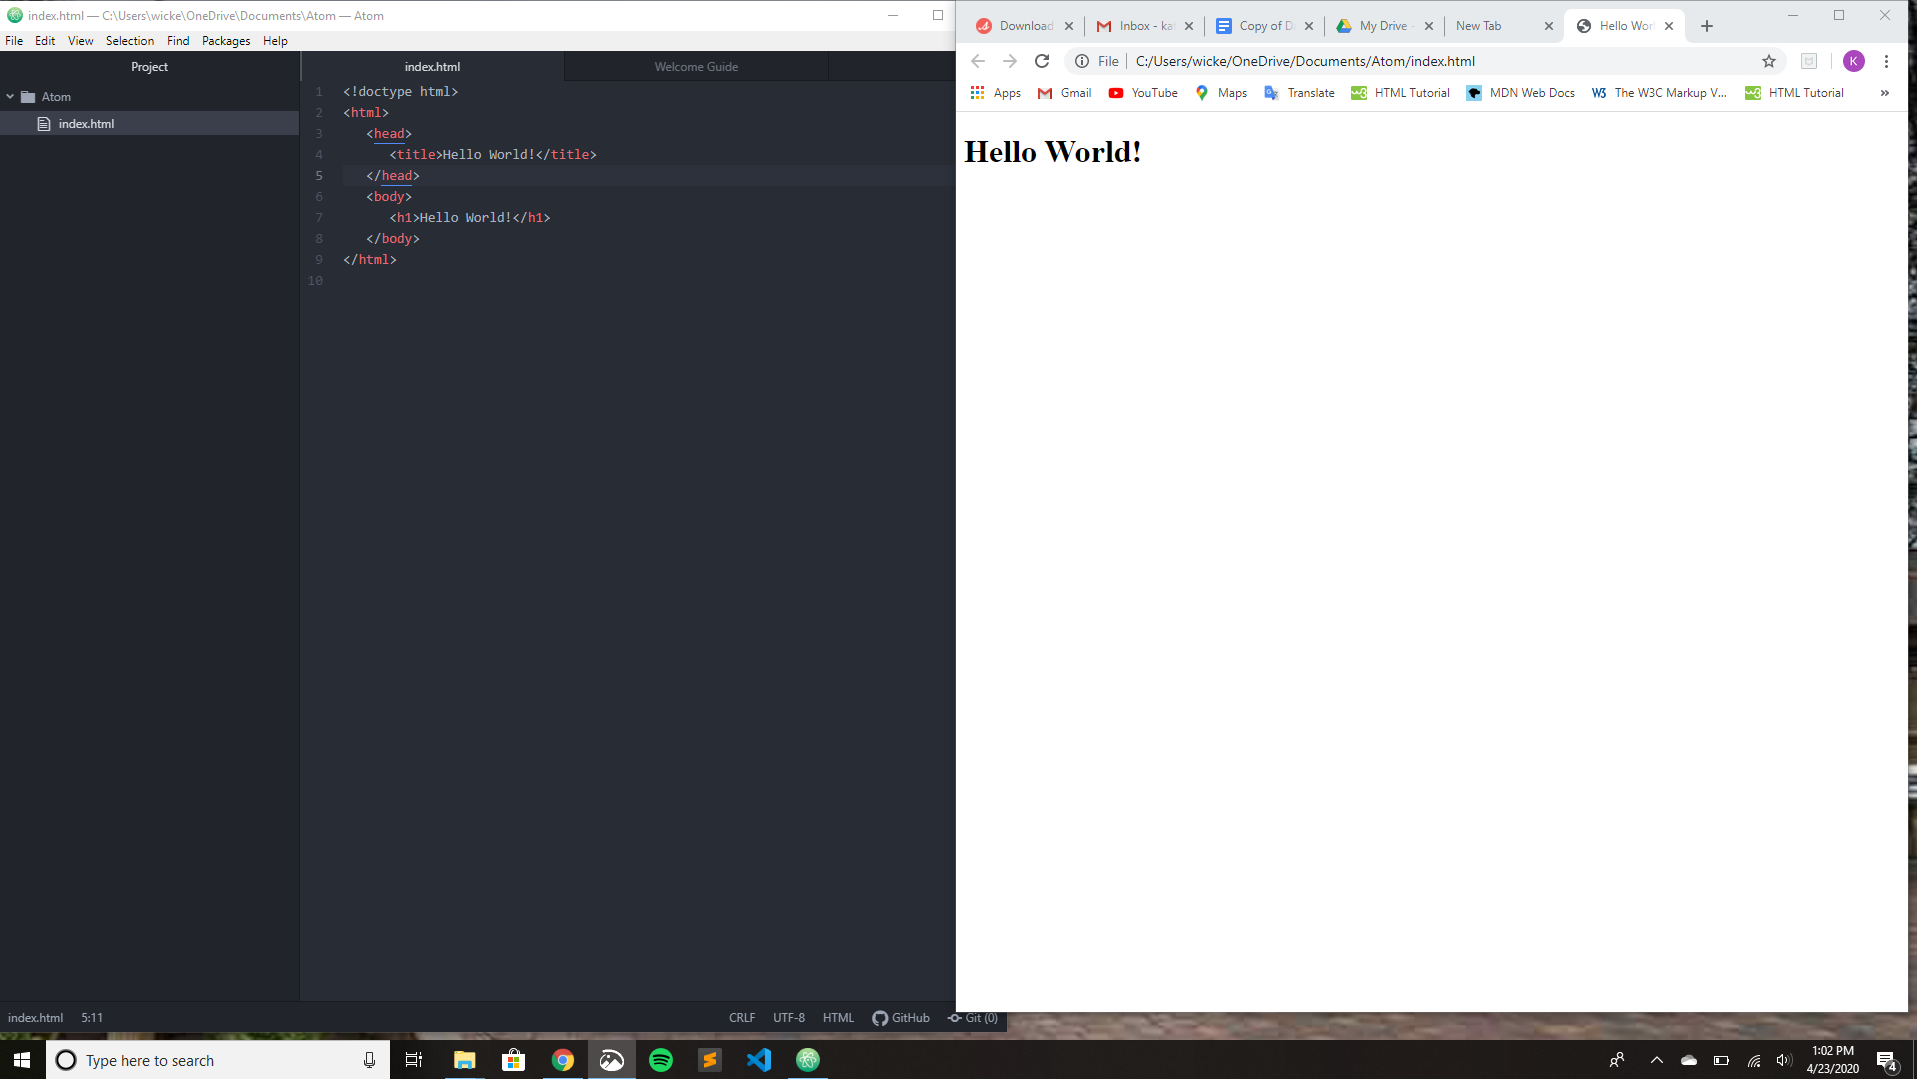 index.html — C:\Users\wicke\OneDrive\Documents\Atom — Atom
File Edit View Selection Find Packages Help
Project
Atom
index.html
index.html Welcome Guide
1 <!doctype html>
2 <html>
3 <head>
4 <title>Hello World!</title>
5 </head>
6 <body>
7 <h1>Hello World!</h1>
8 </body>
9 </html>
10
index.html 5:11 CRLF UTF-8 HTML GitHub Git (0)
Download Inbox - ka Copy of D My Drive - New Tab Hello Wor
File C:/Users/wicke/OneDrive/Documents/Atom/index.html K
Apps Gmail YouTube Maps Translate HTML Tutorial MDN Web Docs The W3C Markup V... HTML Tutorial »
Hello World!
Type here to search
1:02 PM
4/23/2020
4